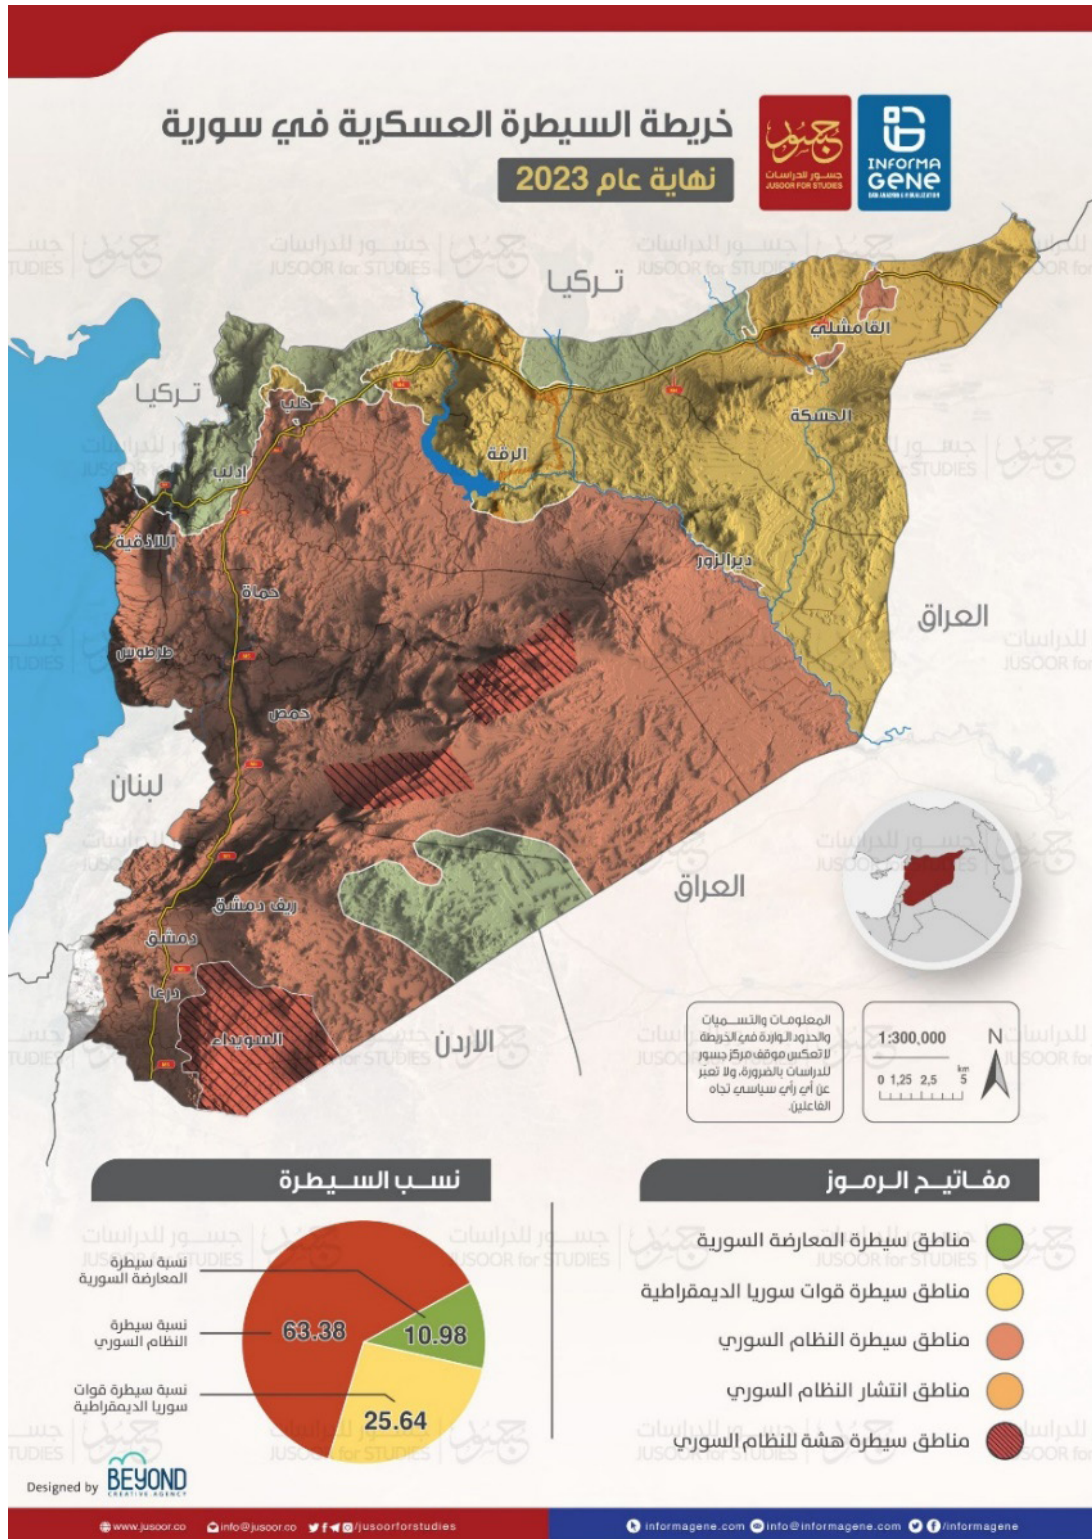 خريطة السيطرة العسكرية في سورية
نهاية عام 2023
جسور للدراسات
JUSOOR FOR STUDIES
INFORMA
GENE
تركيا
تركيا
القامشلي
الحسكة
حلب
الرقة
إدلب
اللاذقية
ديرالزور
حماة
العراق
طرطوس
حمص
لبنان
العراق
ريف دمشق
دمشق
درعا
السويداء
الاردن
المعلومات والتسميات
والحدود الواردة في الخريطة
لا تعكس موقف مركز جسور
للدراسات بالضرورة، ولا تعبّر
عن أي رأي سياسي تجاه
الفاعلين.
1:300,000
N
km
0 1,25 2,5 5
مفاتيح الرموز
مناطق سيطرة المعارضة السورية
مناطق سيطرة قوات سوريا الديمقراطية
مناطق سيطرة النظام السوري
مناطق انتشار النظام السوري
مناطق سيطرة هشة للنظام السوري
نسب السيطرة
نسبة سيطرة
المعارضة السورية
نسبة سيطرة
النظام السوري
نسبة سيطرة قوات
سوريا الديمقراطية
63.38
10.98
25.64
Designed by BEYOND
CREATIVE AGENCY
www.jusoor.co info@jusoor.co /jusoorforstudies
informagene.com info@informagene.com /informagene